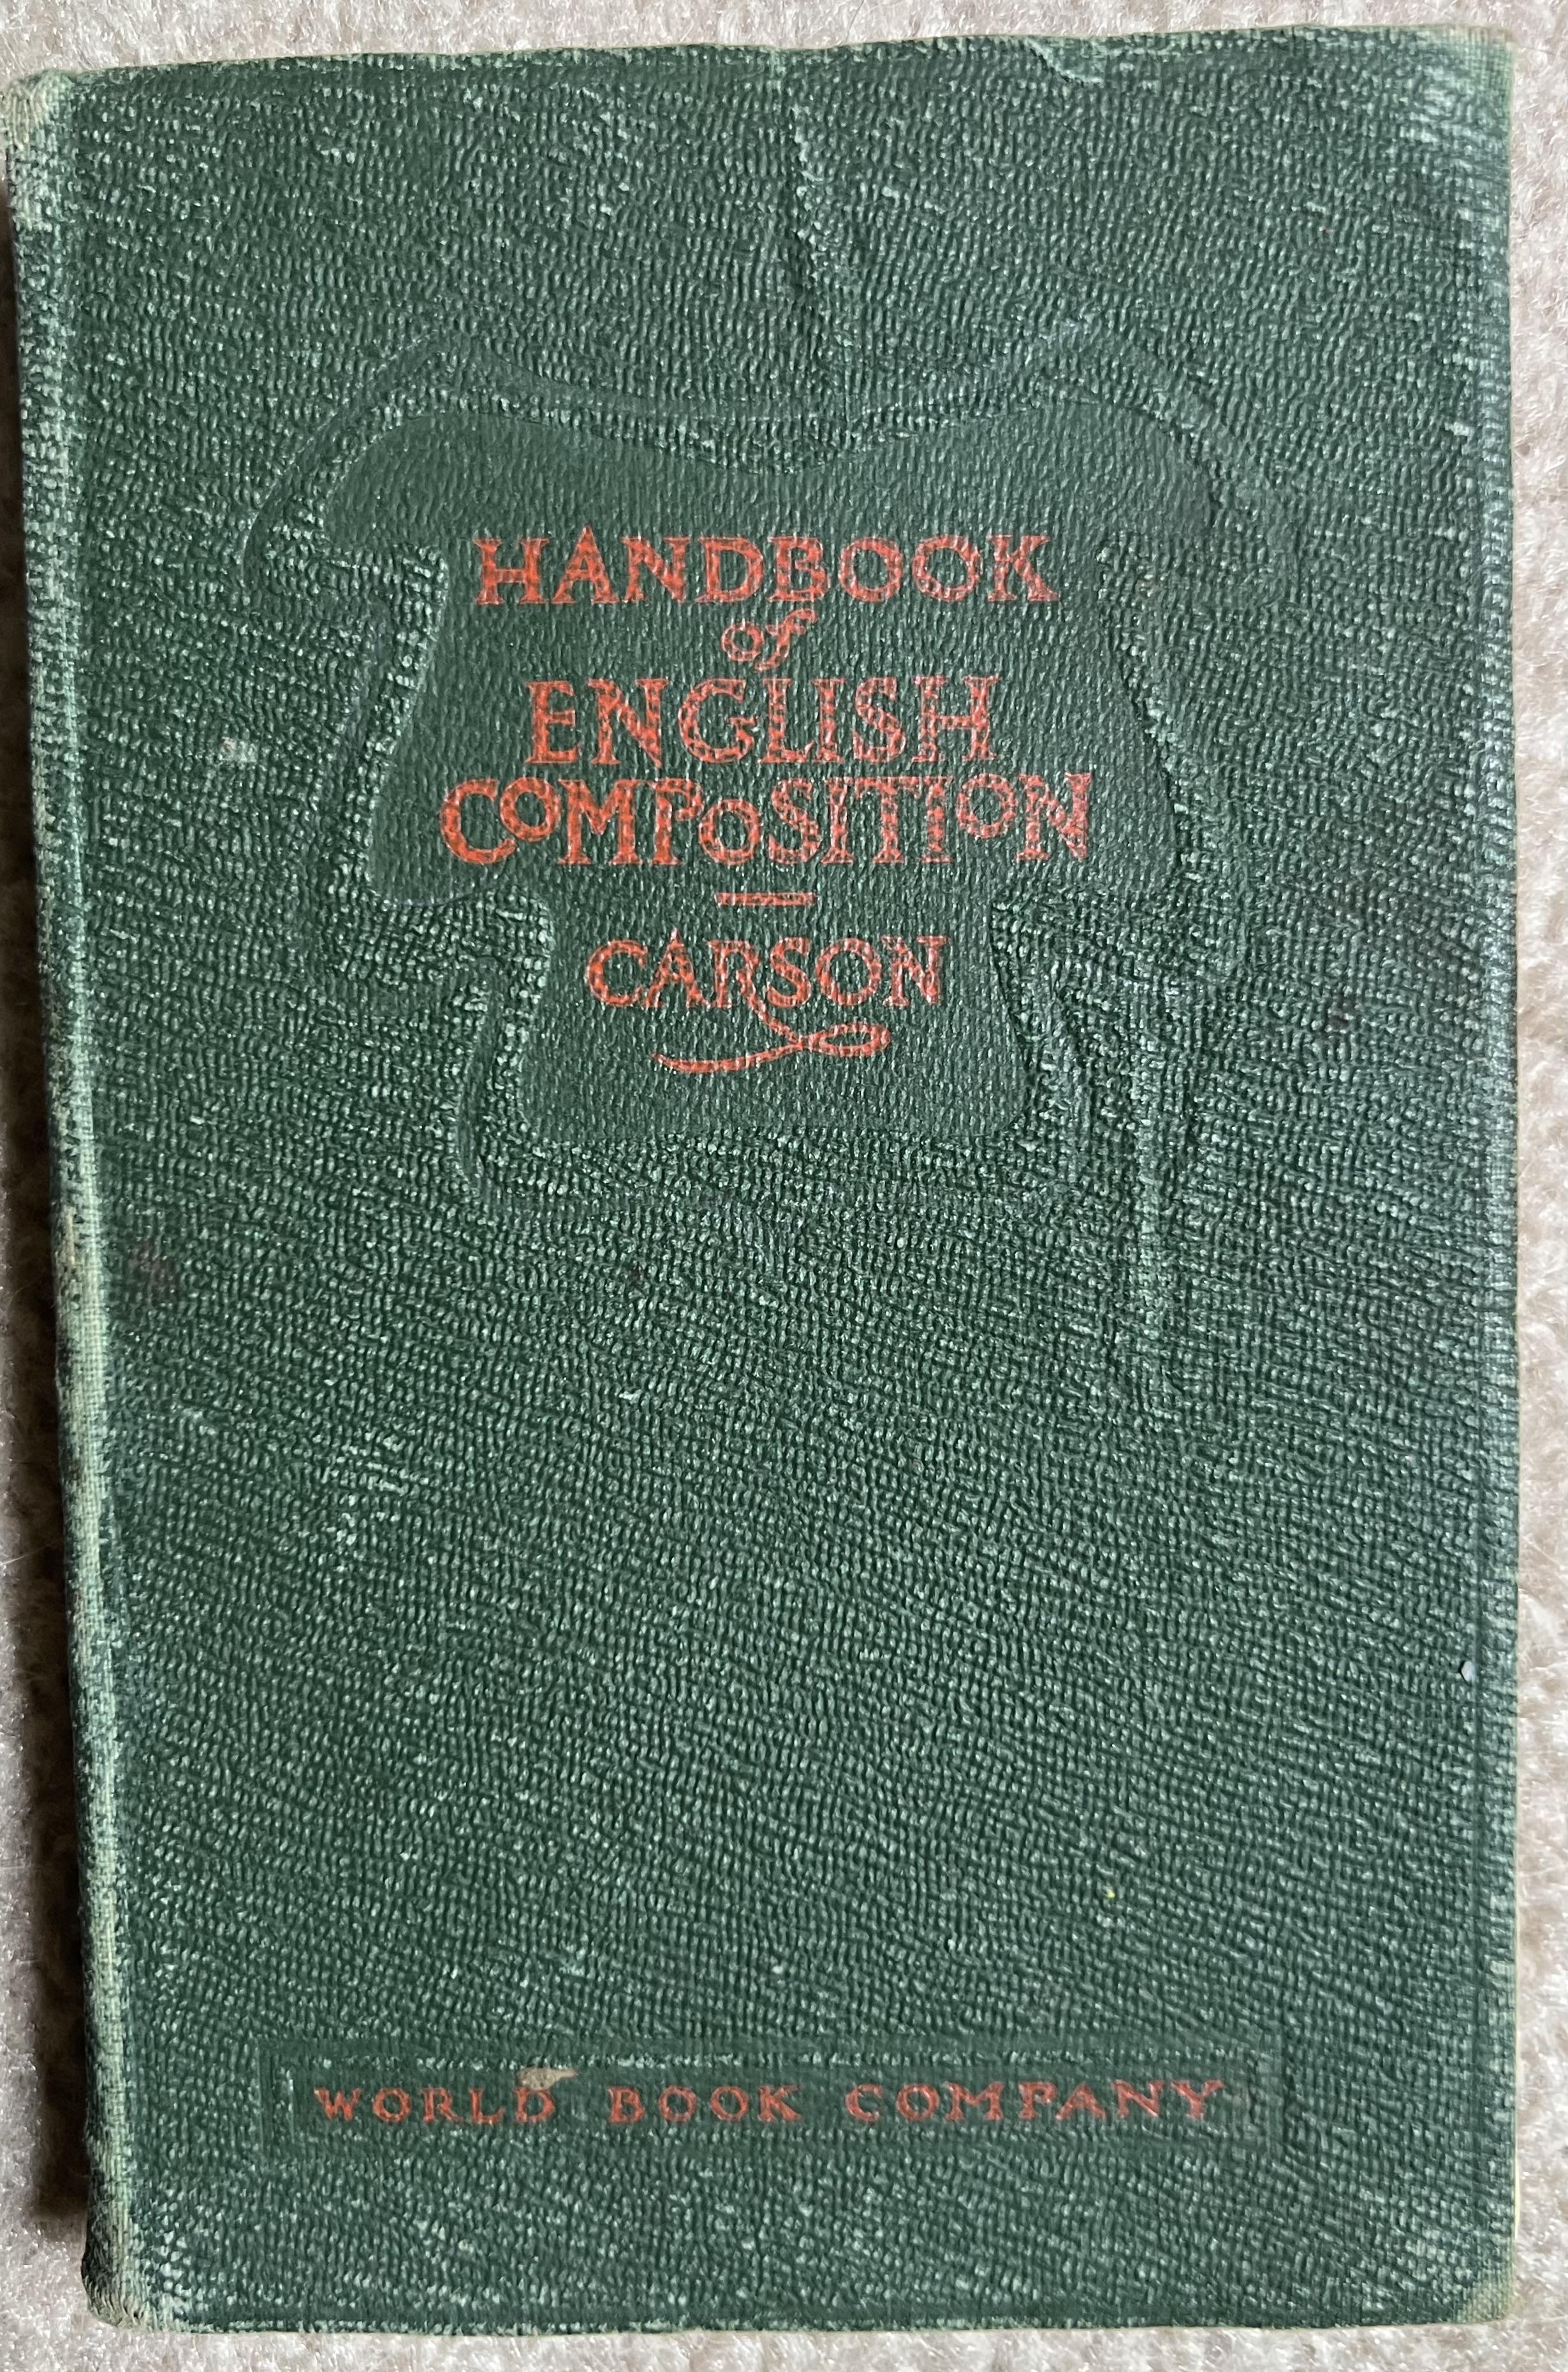 HANDBOOK
of
ENGLISH
COMPOSITION
CARSON
WORLD BOOK COMPANY